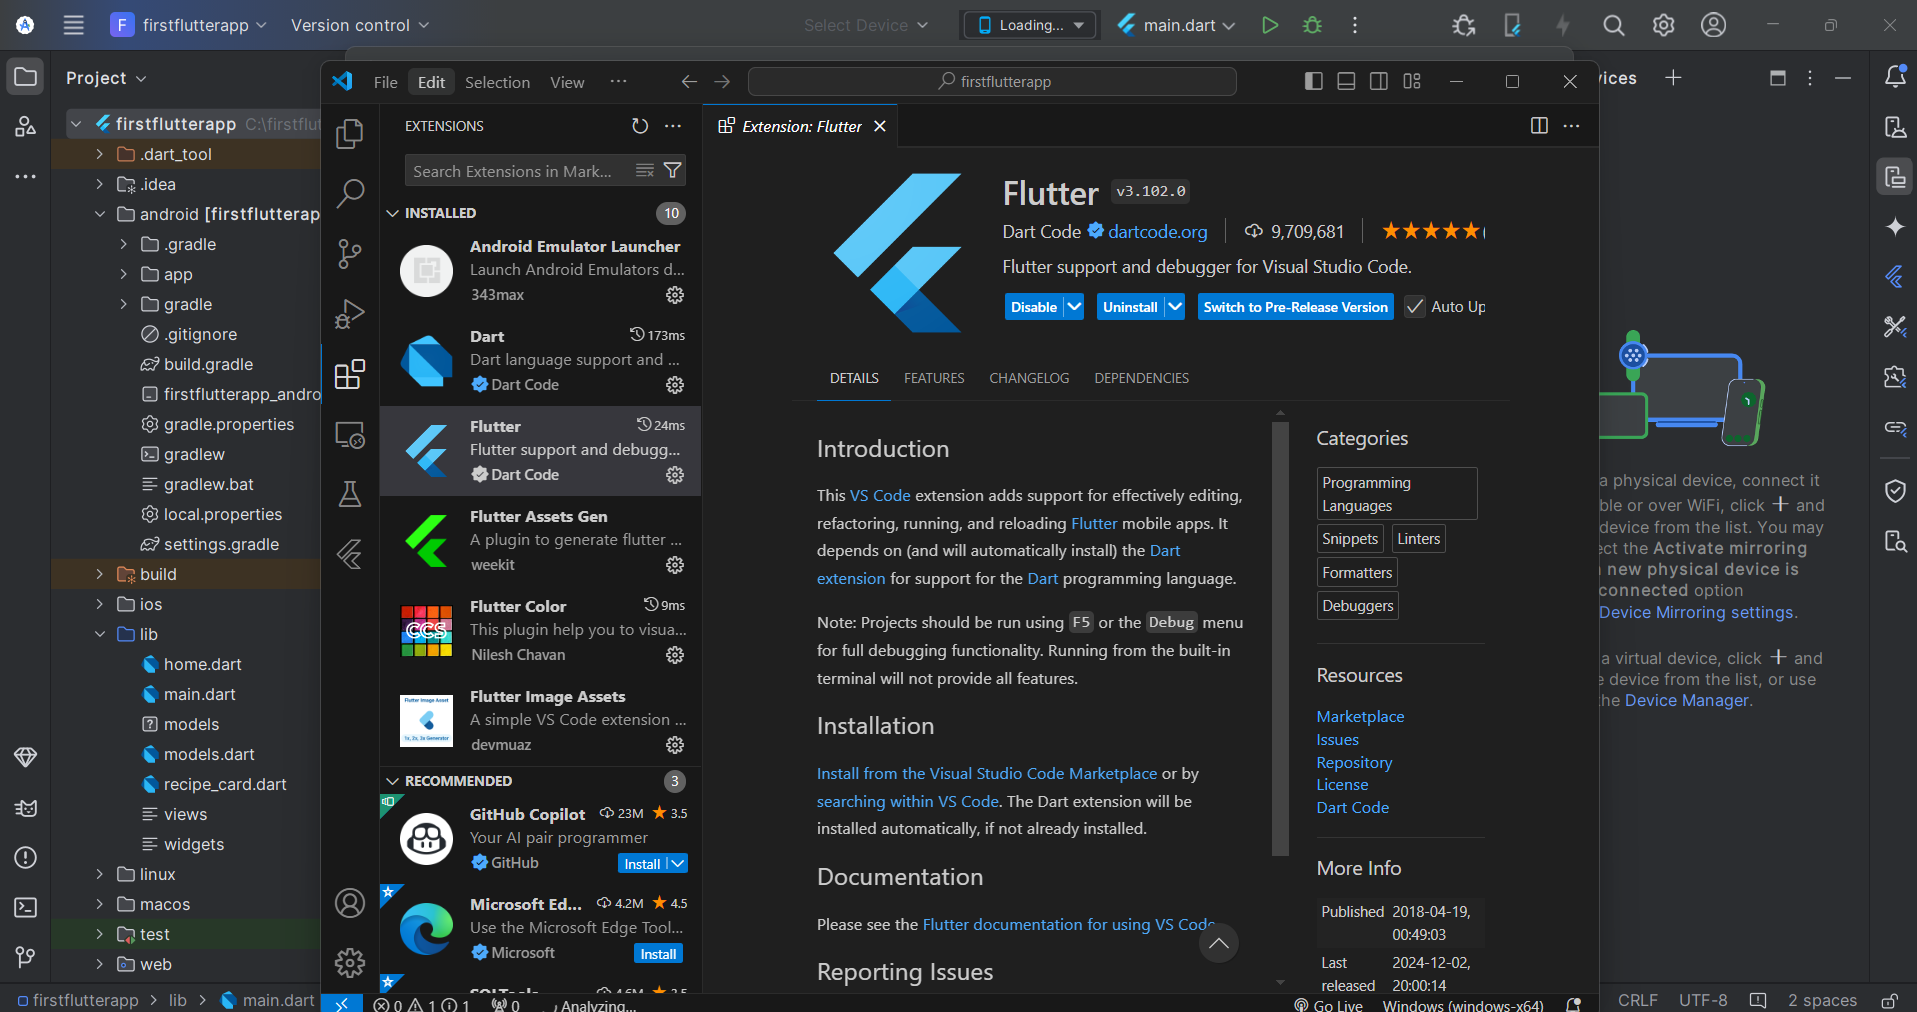 F firstflutterapp
Version control
Select Device
Loading...
main.dart
Project
firstflutterapp C:\firstflut
.dart_tool
.idea
android [firstflutterap
.gradle
app
gradle
.gitignore
build.gradle
firstflutterapp_andro
gradle.properties
gradlew
gradlew.bat
local.properties
settings.gradle
build
ios
lib
home.dart
main.dart
models
models.dart
recipe_card.dart
views
widgets
linux
macos
test
web
firstflutterapp > lib > main.dart
File Edit Selection View ···
firstflutterapp
EXTENSIONS
Search Extensions in Mark...
INSTALLED 10
Android Emulator Launcher
Launch Android Emulators d...
343max
Dart 173ms
Dart language support and ...
Dart Code
Flutter 24ms
Flutter support and debugg...
Dart Code
Flutter Assets Gen
A plugin to generate flutter ...
weekit
Flutter Color 9ms
This plugin help you to visua...
Nilesh Chavan
CCS
Flutter Image Assets
A simple VS Code extension ...
devmuaz
Flutter Image Asset
1x, 2x, 3x Generator
RECOMMENDED 3
GitHub Copilot 23M 3.5
Your AI pair programmer
GitHub Install
Microsoft Ed... 4.2M 4.5
Use the Microsoft Edge Tool...
Microsoft Install
SQLTools 4.6M 3.5
Extension: Flutter
Flutter v3.102.0
Dart Code dartcode.org 9,709,681 (
Flutter support and debugger for Visual Studio Code.
Disable Uninstall Switch to Pre-Release Version Auto Up
DETAILS FEATURES CHANGELOG DEPENDENCIES
Introduction
This VS Code extension adds support for effectively editing,
refactoring, running, and reloading Flutter mobile apps. It
depends on (and will automatically install) the Dart
extension for support for the Dart programming language.
Note: Projects should be run using F5 or the Debug menu
for full debugging functionality. Running from the built-in
terminal will not provide all features.
Installation
Install from the Visual Studio Code Marketplace or by
searching within VS Code. The Dart extension will be
installed automatically, if not already installed.
Documentation
Please see the Flutter documentation for using VS Code
Reporting Issues
Categories
Programming
Languages
Snippets Linters
Formatters
Debuggers
Resources
Marketplace
Issues
Repository
License
Dart Code
More Info
Published 2018-04-19,
00:49:03
Last 2024-12-02,
released 20:00:14
0 1 1 0 Analyzing...
Go Live Windows (windows-x64)
vices
a physical device, connect it
ble or over WiFi, click + and
device from the list. You may
ect the Activate mirroring
new physical device is
connected option
Device Mirroring settings.
a virtual device, click + and
e device from the list, or use
the Device Manager.
CRLF UTF-8 2 spaces